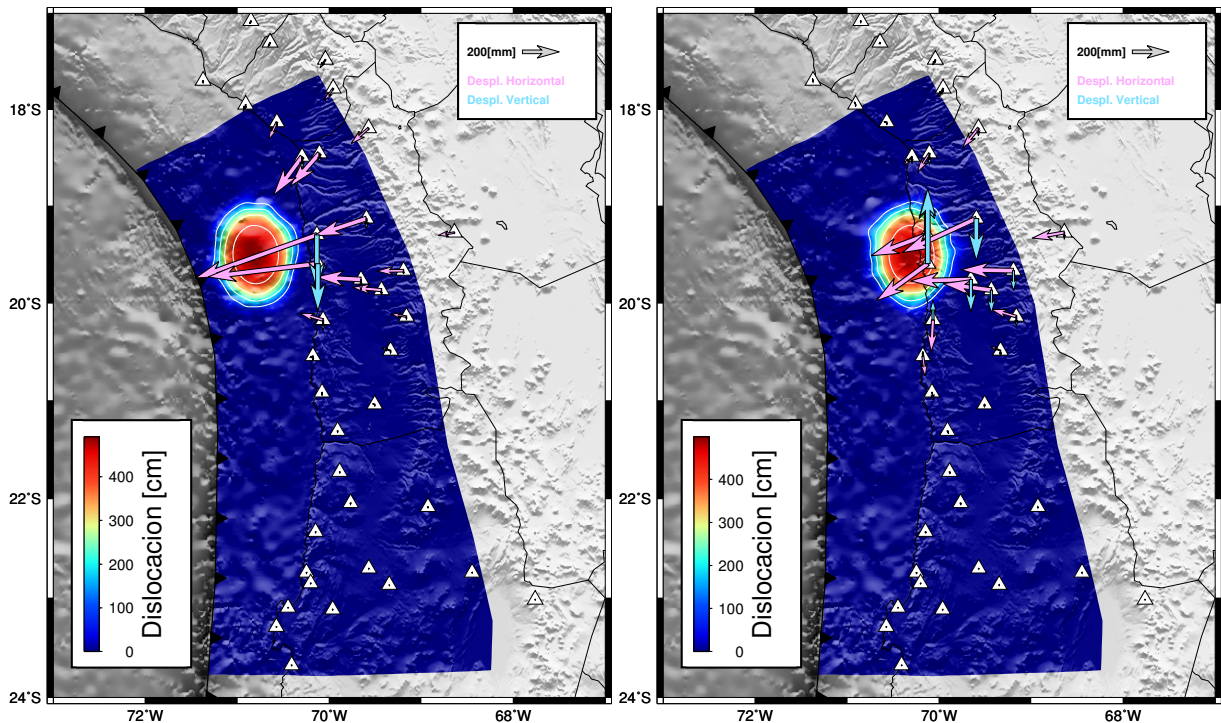 200[mm]
Despl. Horizontal
Despl. Vertical
18°S
20°S
22°S
24°S
72°W
70°W
68°W
400
300
200
100
0
Dislocacion [cm]
200[mm]
Despl. Horizontal
Despl. Vertical
18°S
20°S
22°S
24°S
72°W
70°W
68°W
400
300
200
100
0
Dislocacion [cm]